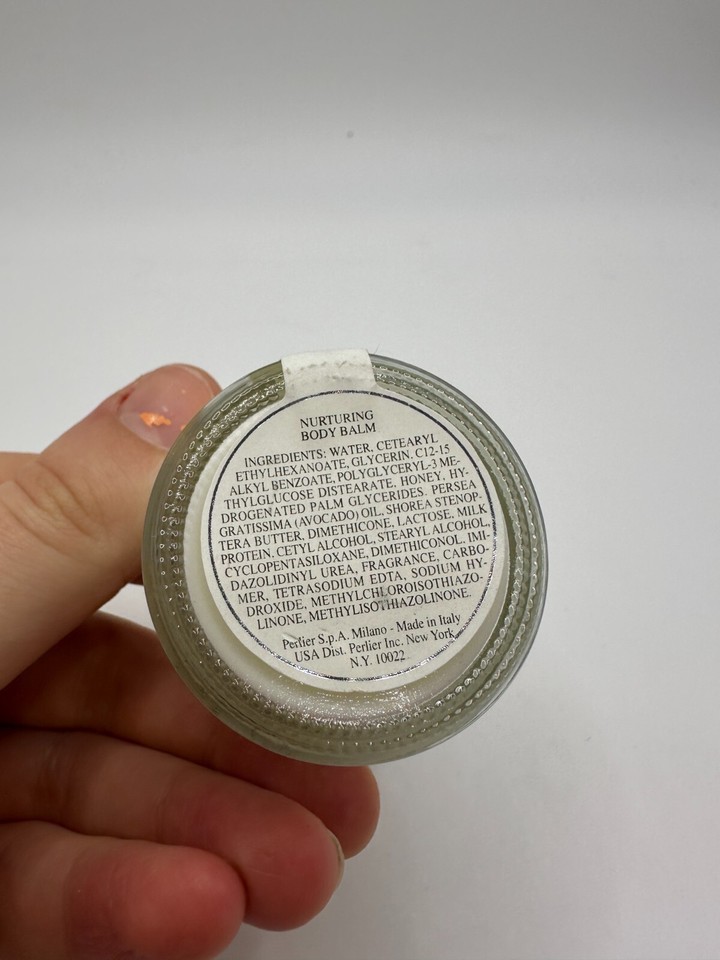 NURTURING
BODY BALM
INGREDIENTS: WATER, CETEARYL
ETHYLHEXANOATE, GLYCERIN, C12-15
ALKYL BENZOATE, POLYGLYCERYL-3 ME-
THYLGLUCOSE DISTEARATE, HONEY, HY-
DROGENATED PALM GLYCERIDES. PERSEA
GRATISSIMA (AVOCADO) OIL, SHOREA STENOP-
TERA BUTTER, DIMETHICONE, LACTOSE, MILK
PROTEIN, CETYL ALCOHOL, STEARYL ALCOHOL,
CYCLOPENTASILOXANE, DIMETHICONOL, IMI-
DAZOLIDINYL UREA, FRAGRANCE, CARBO-
MER, TETRASODIUM EDTA, SODIUM HY-
DROXIDE, METHYLCHLOROISOTHIAZO-
LINONE, METHYLISOTHIAZOLINONE.
Perlier S.p.A. Milano - Made in Italy
USA Dist. Perlier Inc. New York,
N.Y. 10022